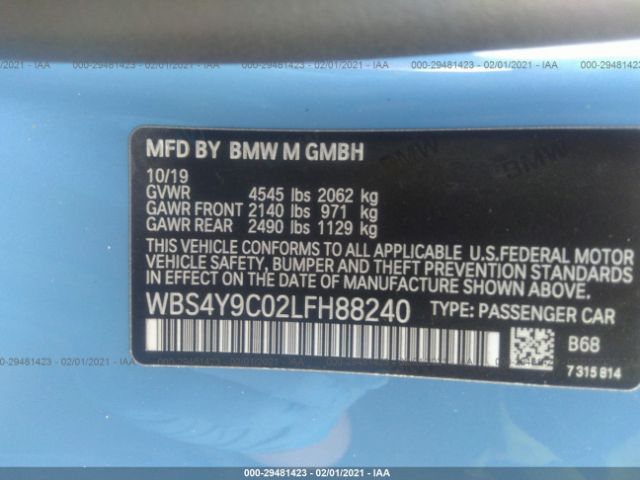 000-29481423 - 02/01/2021 - IAA
MFD BY BMW M GMBH
10/19
GVWR 4545 lbs 2062 kg
GAWR FRONT 2140 lbs 971 kg
GAWR REAR 2490 lbs 1129 kg
THIS VEHICLE CONFORMS TO ALL APPLICABLE U.S.FEDERAL MOTOR
VEHICLE SAFETY, BUMPER AND THEFT PREVENTION STANDARDS
IN EFFECT ON THE DATE OF MANUFACTURE SHOWN ABOVE.
WBS4Y9C02LFH88240 TYPE: PASSENGER CAR
B68
7315814
000-29481423 - 02/01/2021 - IAA